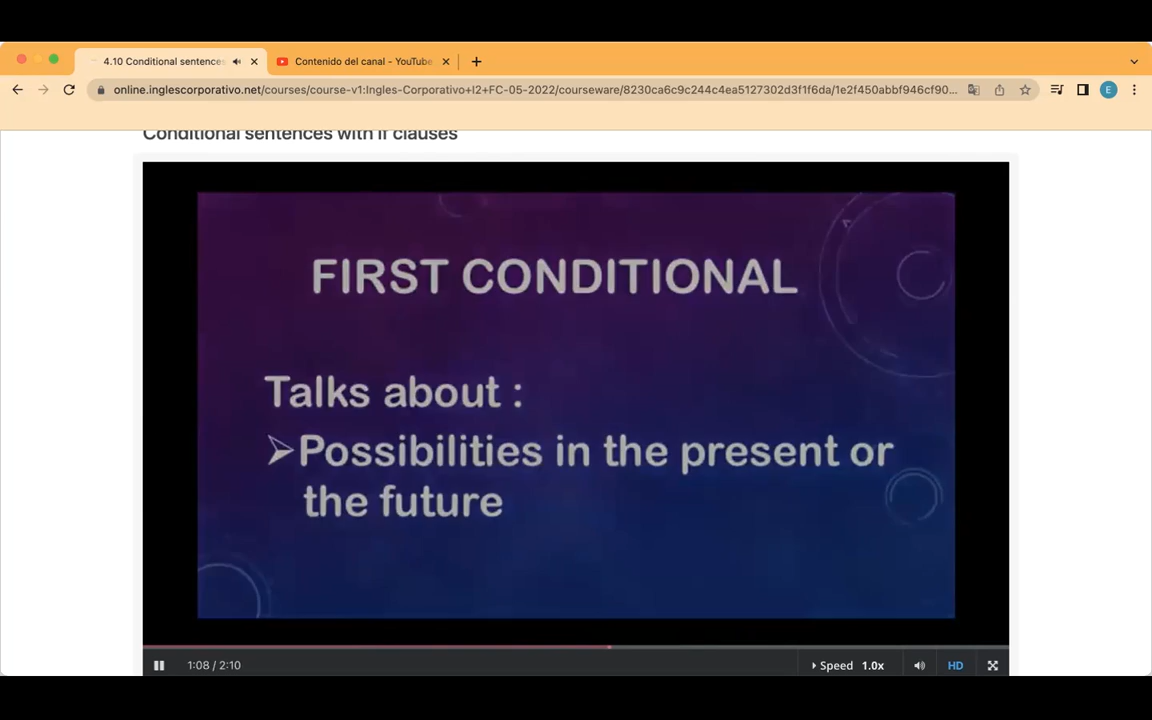 4.10 Conditional sentences
Contenido del canal - YouTube
online.inglescorporativo.net/courses/course-v1:Ingles-Corporativo+I2+FC-05-2022/courseware/8230ca6c9c244c4ea5127302d3f1f6da/1e2f450abbf946cf90...
E
Conditional sentences with if clauses
FIRST CONDITIONAL
Talks about :
➢Possibilities in the present or
the future
1:08 / 2:10
Speed 1.0x
HD